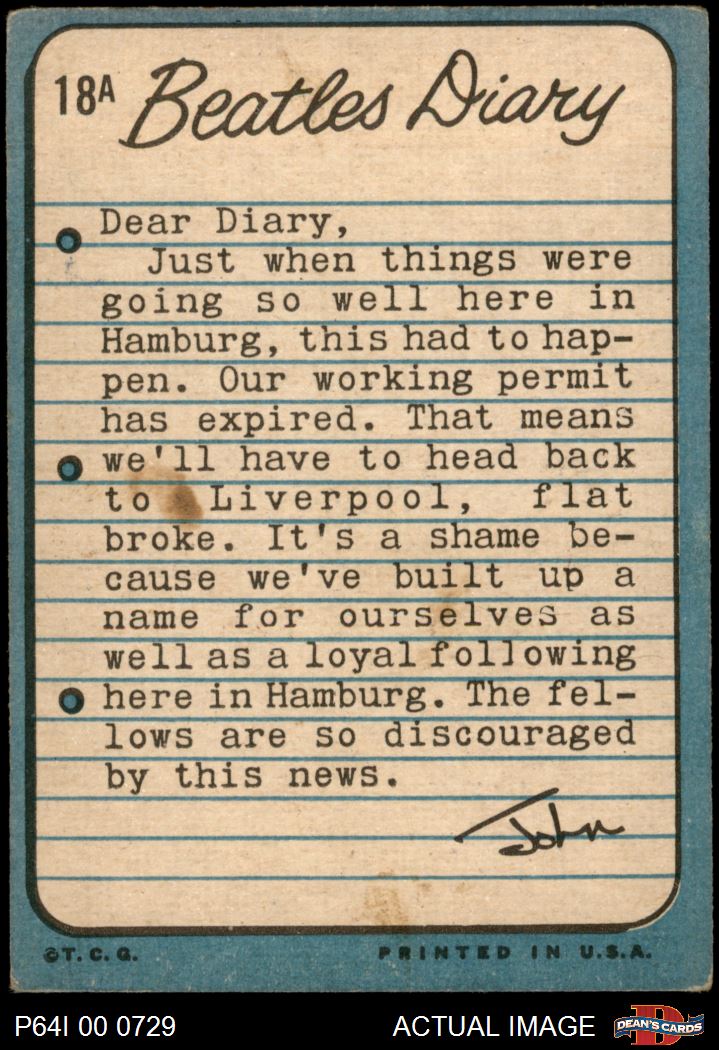 18A Beatles Diary
Dear Diary,
Just when things were
going so well here in
Hamburg, this had to hap-
pen. Our working permit
has expired. That means
we'll have to head back
to Liverpool, flat
broke. It's a shame be-
cause we've built up a
name for ourselves as
well as a loyal following
here in Hamburg. The fel-
lows are so discouraged
by this news.
John
©T.C.G. PRINTED IN U.S.A.
P64I 00 0729 ACTUAL IMAGE D DEAN'S CARDS